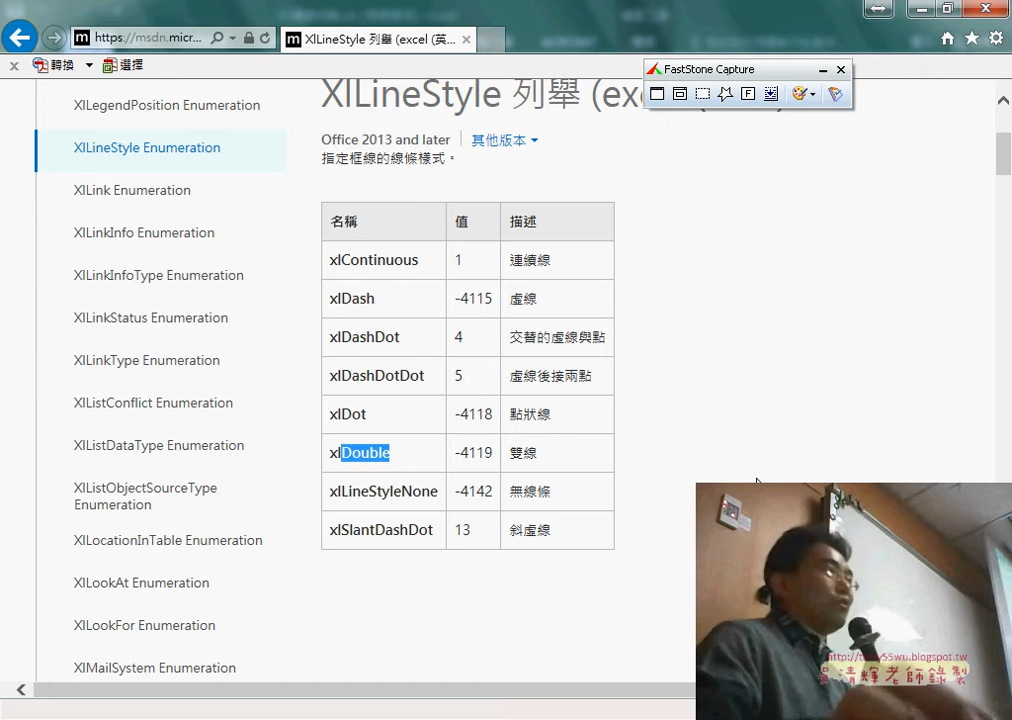 https://msdn.micr...
XlLineStyle 列舉 (excel (英...
轉換
選擇
FastStone Capture
XlLegendPosition Enumeration
XlLineStyle Enumeration
XlLink Enumeration
XlLinkInfo Enumeration
XlLinkInfoType Enumeration
XlLinkStatus Enumeration
XlLinkType Enumeration
XlListConflict Enumeration
XlListDataType Enumeration
XlListObjectSourceType
Enumeration
XlLocationInTable Enumeration
XlLookAt Enumeration
XlLookFor Enumeration
XlMailSystem Enumeration
XlLineStyle 列舉 (exc
Office 2013 and later 其他版本
指定框線的線條樣式。
名稱 值 描述
xlContinuous 1 連續線
xlDash -4115 虛線
xlDashDot 4 交替的虛線與點
xlDashDotDot 5 虛線後接兩點
xlDot -4118 點狀線
xlDouble -4119 雙線
xlLineStyleNone -4142 無線條
xlSlantDashDot 13 斜虛線
吳清輝老師錄製